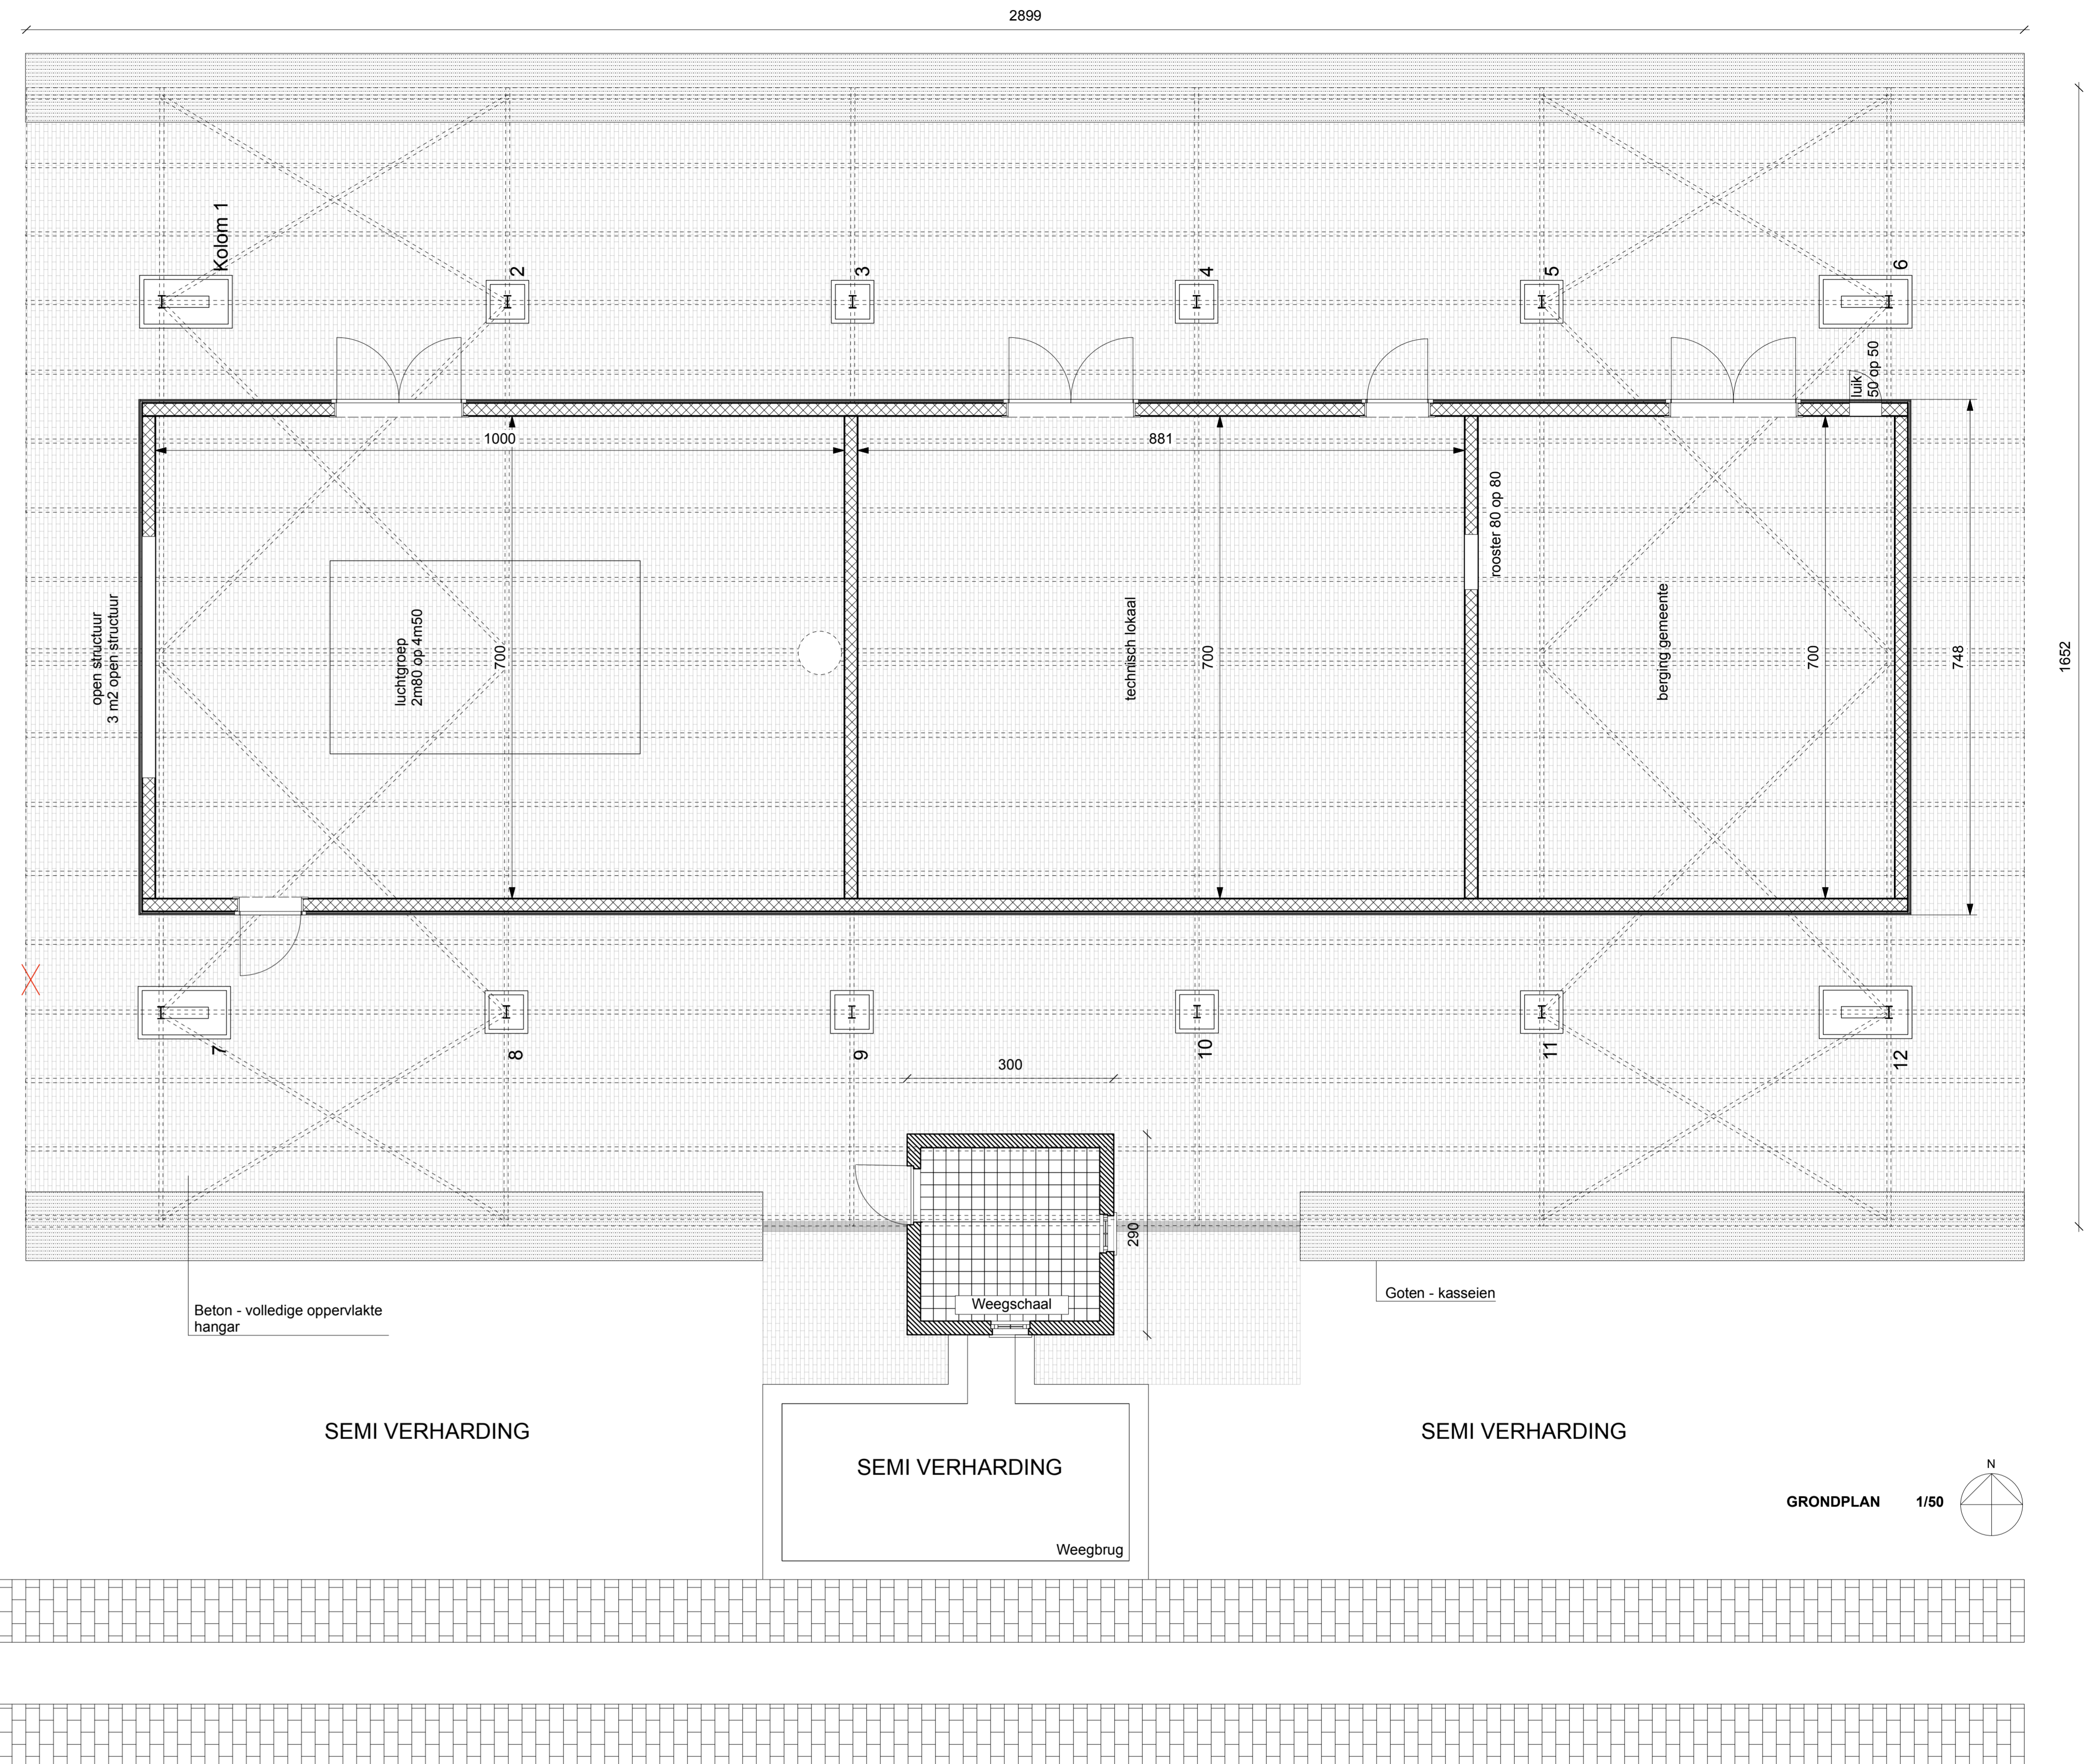 2899
Kolom 1
2
3
4
5
6
luik
50 op 50
1000
881
rooster 80 op 80
open structuur
3 m2 open structuur
luchtgroep
2m80 op 4m50
700
technisch lokaal
700
berging gemeente
700
748
1652
7
8
9
10
11
12
300
290
Weegschaal
Beton - volledige oppervlakte
hangar
Goten - kasseien
SEMI VERHARDING
SEMI VERHARDING
SEMI VERHARDING
Weegbrug
N
GRONDPLAN 1/50